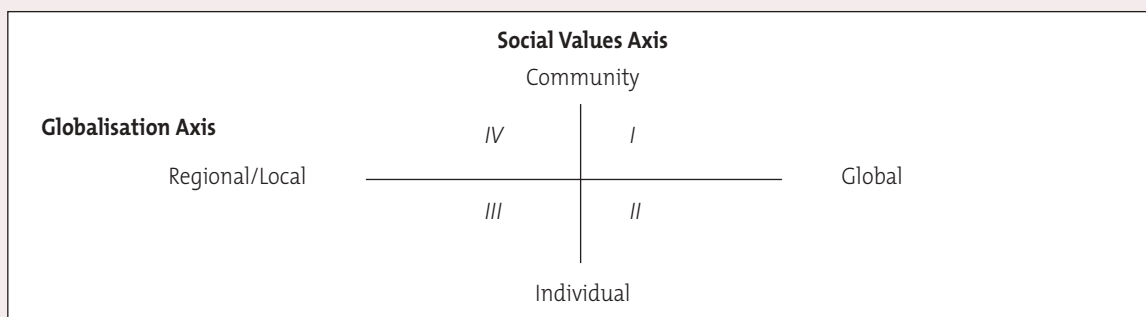 Social Values Axis
Community
Globalisation Axis
IV I
Regional/Local Global
III II
Individual